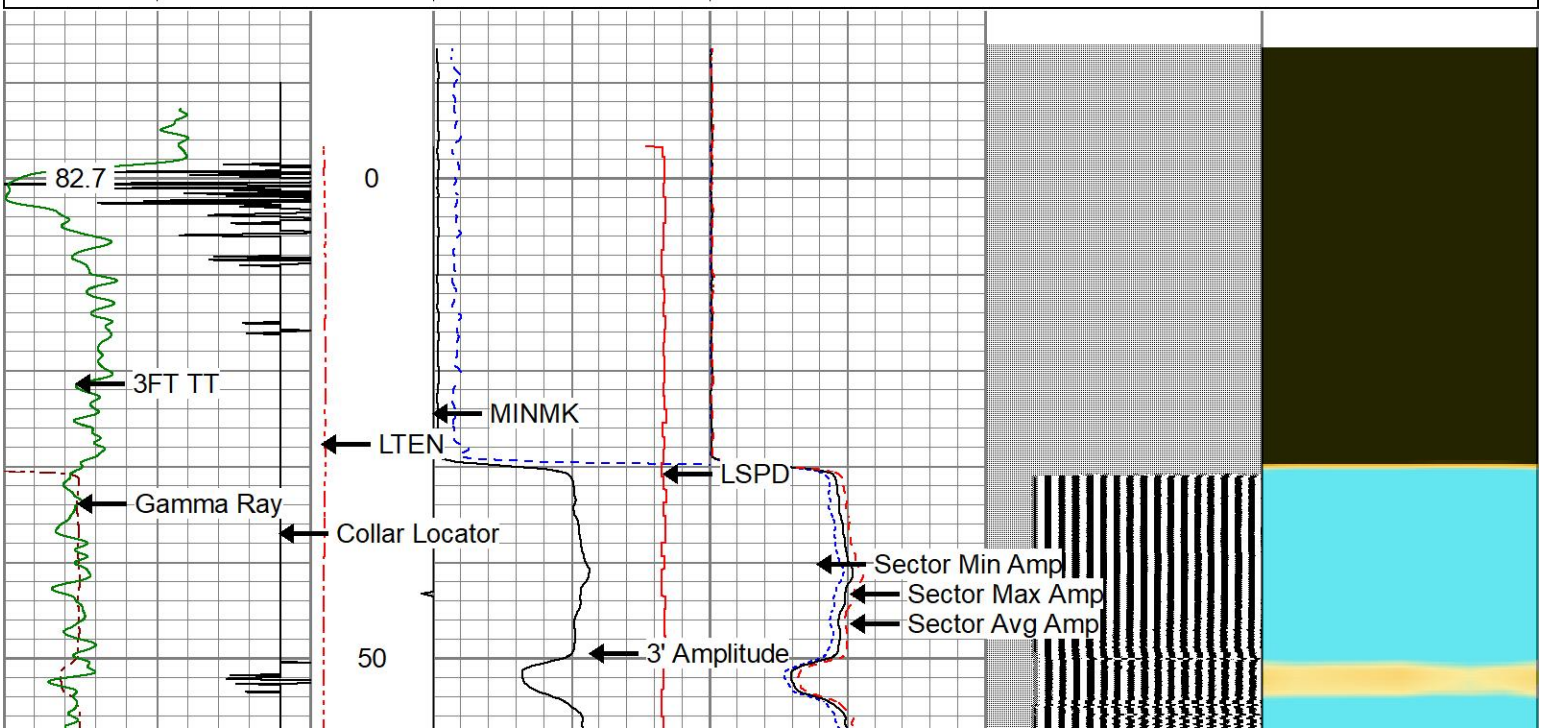 82.7
0
3FT TT
MINMK
LTEN
LSPD
Gamma Ray
Collar Locator
Sector Min Amp
Sector Max Amp
Sector Avg Amp
3' Amplitude
50